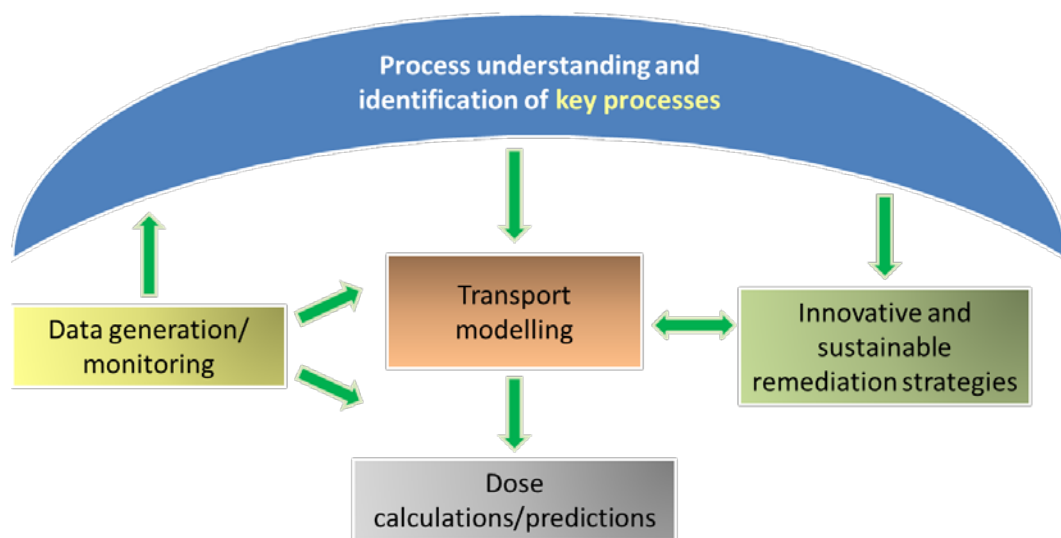 Process understanding and
identification of key processes
Transport
modelling
Data generation/
monitoring
Innovative and
sustainable
remediation strategies
Dose
calculations/predictions